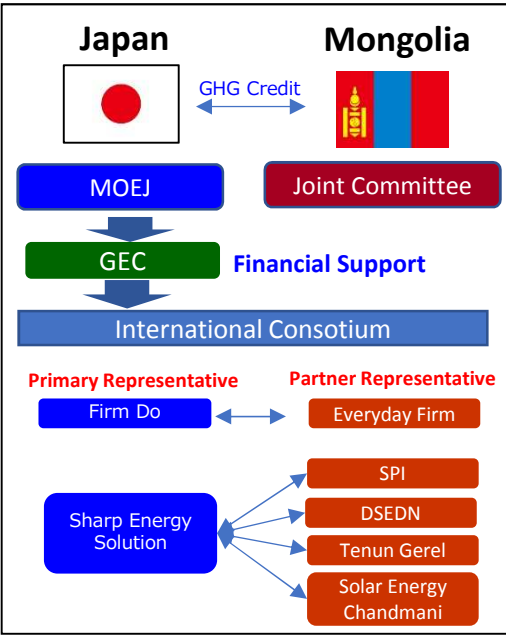 Japan
Mongolia
GHG Credit
MOEJ
Joint Committee
GEC
Financial Support
International Consotium
Primary Representative
Partner Representative
Firm Do
Everyday Firm
SPI
DSEDN
Sharp Energy
Solution
Tenun Gerel
Solar Energy
Chandmani